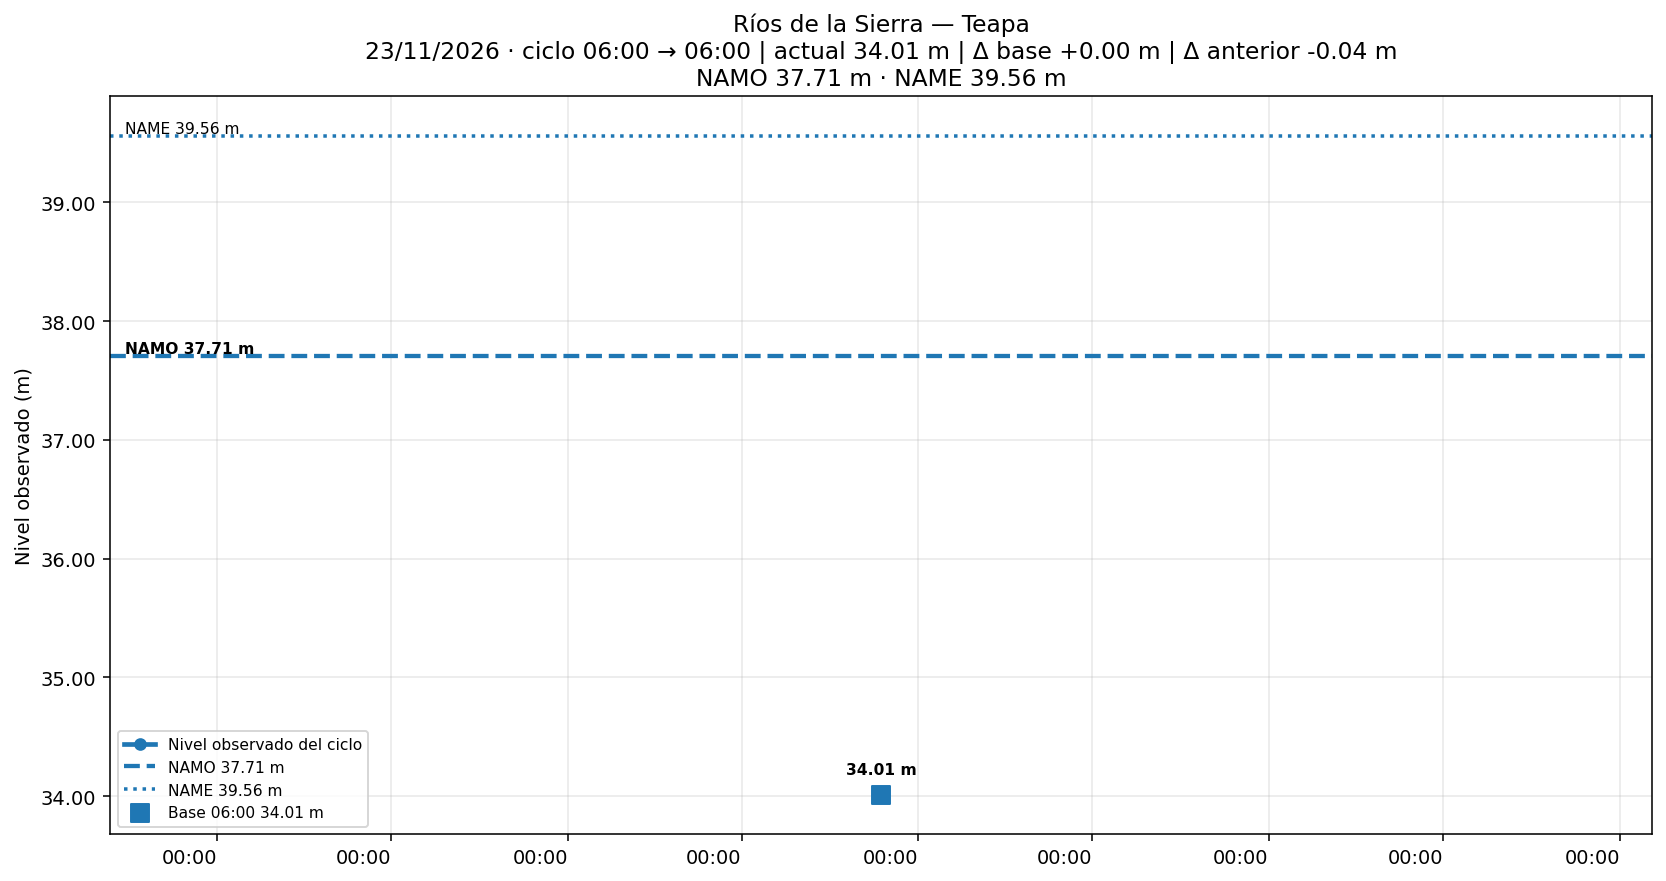 Ríos de la Sierra — Teapa
23/11/2026 · ciclo 06:00 → 06:00 | actual 34.01 m | Δ base +0.00 m | Δ anterior -0.04 m
NAMO 37.71 m · NAME 39.56 m
NAME 39.56 m
39.00
38.00
NAMO 37.71 m
37.00
Nivel observado (m)
36.00
35.00
34.01 m
34.00
Nivel observado del ciclo
NAMO 37.71 m
NAME 39.56 m
Base 06:00 34.01 m
00:00 00:00 00:00 00:00 00:00 00:00 00:00 00:00 00:00